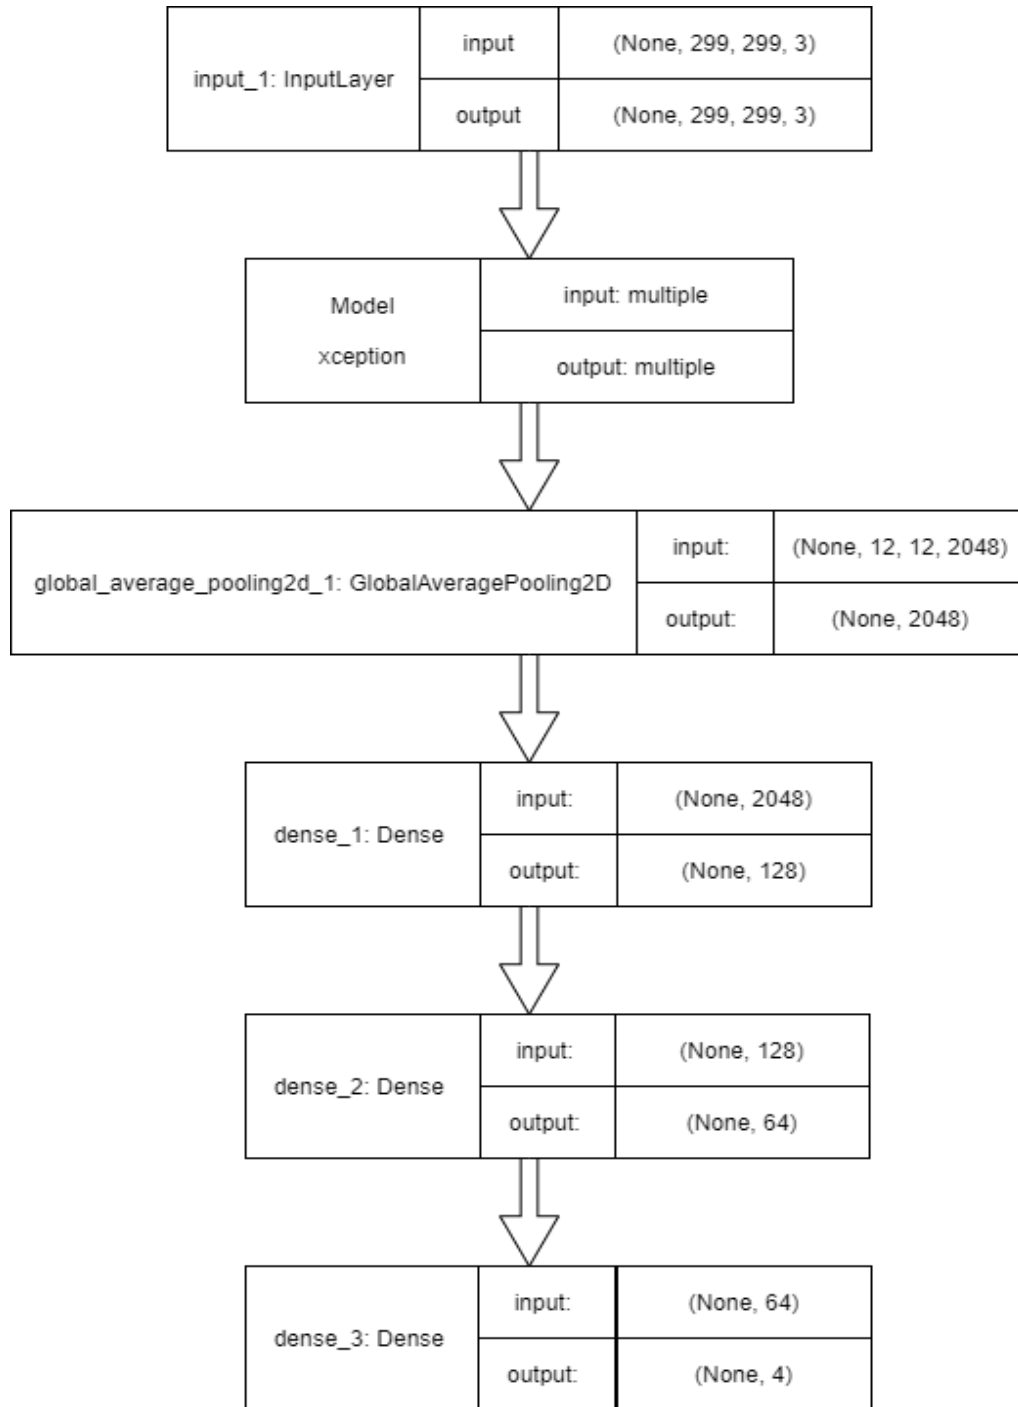 input_1: InputLayer
input
(None, 299, 299, 3)
output
(None, 299, 299, 3)
Model
xception
input: multiple
output: multiple
global_average_pooling2d_1: GlobalAveragePooling2D
input:
(None, 12, 12, 2048)
output:
(None, 2048)
dense_1: Dense
input:
(None, 2048)
output:
(None, 128)
dense_2: Dense
input:
(None, 128)
output:
(None, 64)
dense_3: Dense
input:
(None, 64)
output:
(None, 4)